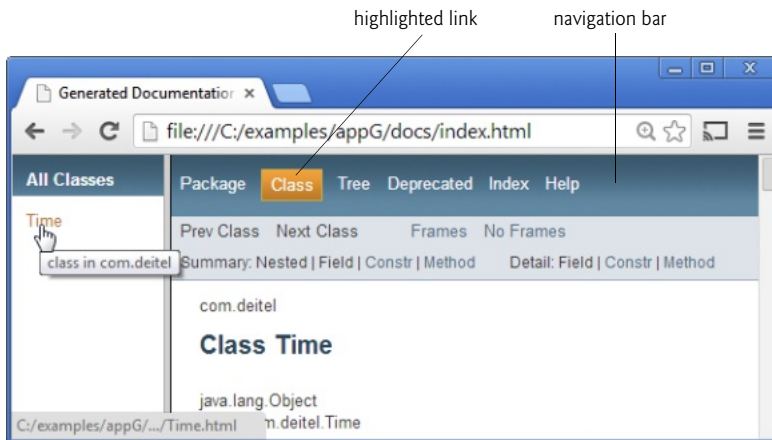 highlighted link navigation bar
Generated Documentation
file:///C:/examples/appG/docs/index.html
All Classes
Package Class Tree Deprecated Index Help
Time
Prev Class Next Class Frames No Frames
class in com.deitel
Summary: Nested | Field | Constr | Method Detail: Field | Constr | Method
com.deitel
Class Time
java.lang.Object
C:/examples/appG/.../Time.html
m.deitel.Time